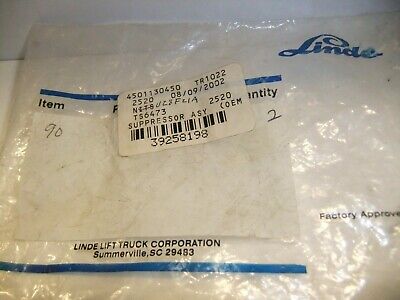 Linde
4501130450 TR1022
2520 08/09/2002
2520
TS6473
SUPPRESSOR ASY (OEM
39258198
Item
antity
90
2
Factory Approve
LINDE LIFT TRUCK CORPORATION
Summerville, SC 29483